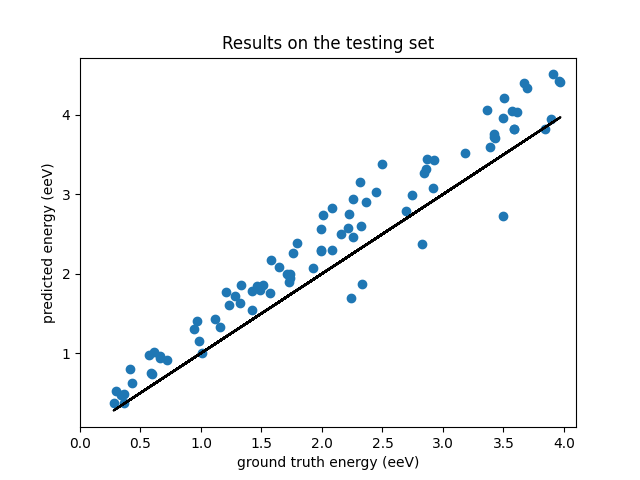 Results on the testing set
predicted energy (eeV)
4
3
2
1
0.0 0.5 1.0 1.5 2.0 2.5 3.0 3.5 4.0
ground truth energy (eeV)